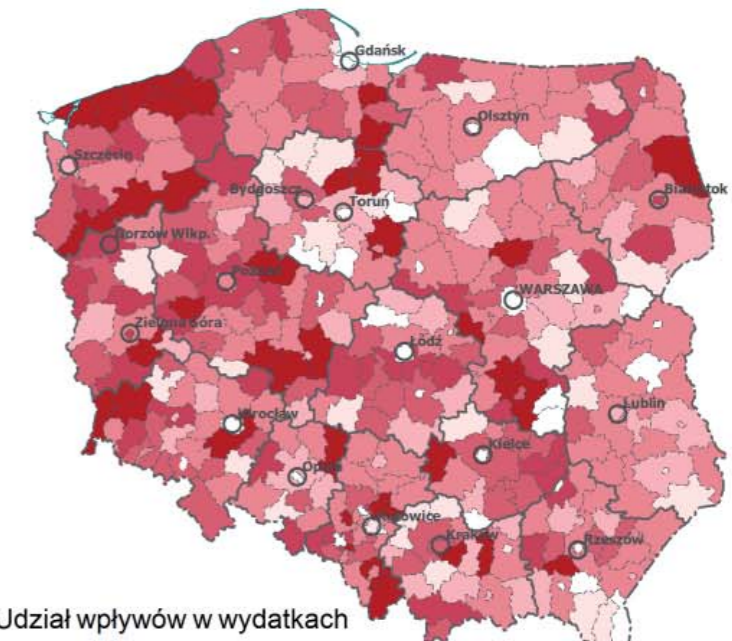 Gdańsk
Olsztyn
Szczecin
Białystok
Bydgoszcz
Toruń
Gorzów Wlkp.
Poznań
WARSZAWA
Zielona Góra
Łódź
Lublin
Wrocław
Kielce
Opole
Katowice
Kraków
Rzeszów
Udział wpływów w wydatkach